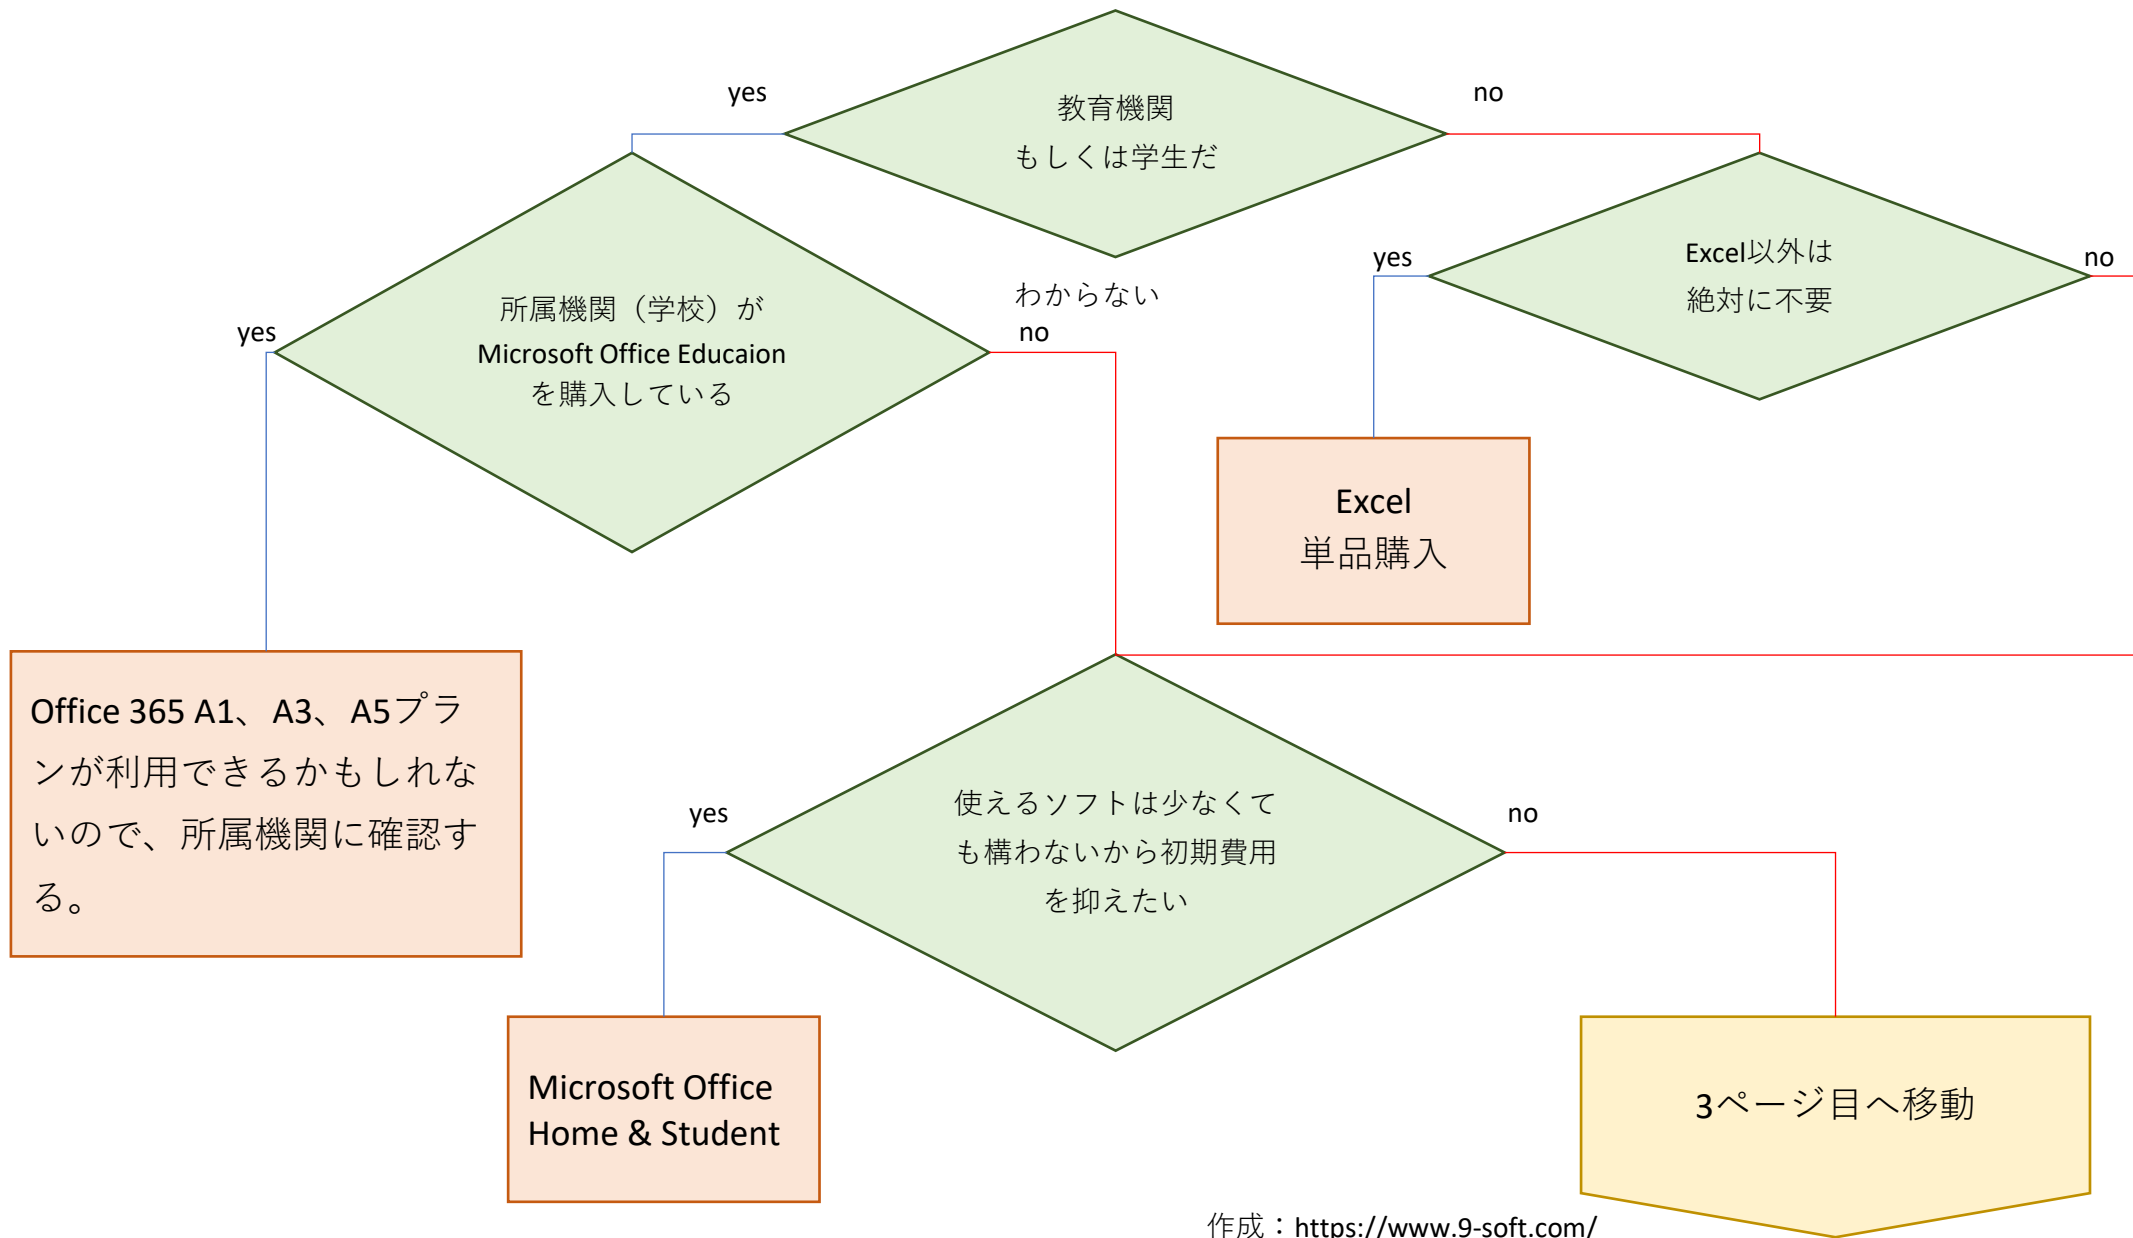 yes
教育機関
もしくは学生だ
no
yes
所属機関（学校）が
Microsoft Office Educaion
を購入している
わからない
no
yes
Excel以外は
絶対に不要
no
Excel
単品購入
Office 365 A1、A3、A5プラ
ンが利用できるかもしれな
いので、所属機関に確認す
る。
yes
使えるソフトは少なくて
も構わないから初期費用
を抑えたい
no
Microsoft Office
Home & Student
3ページ目へ移動
作成：https://www.9-soft.com/